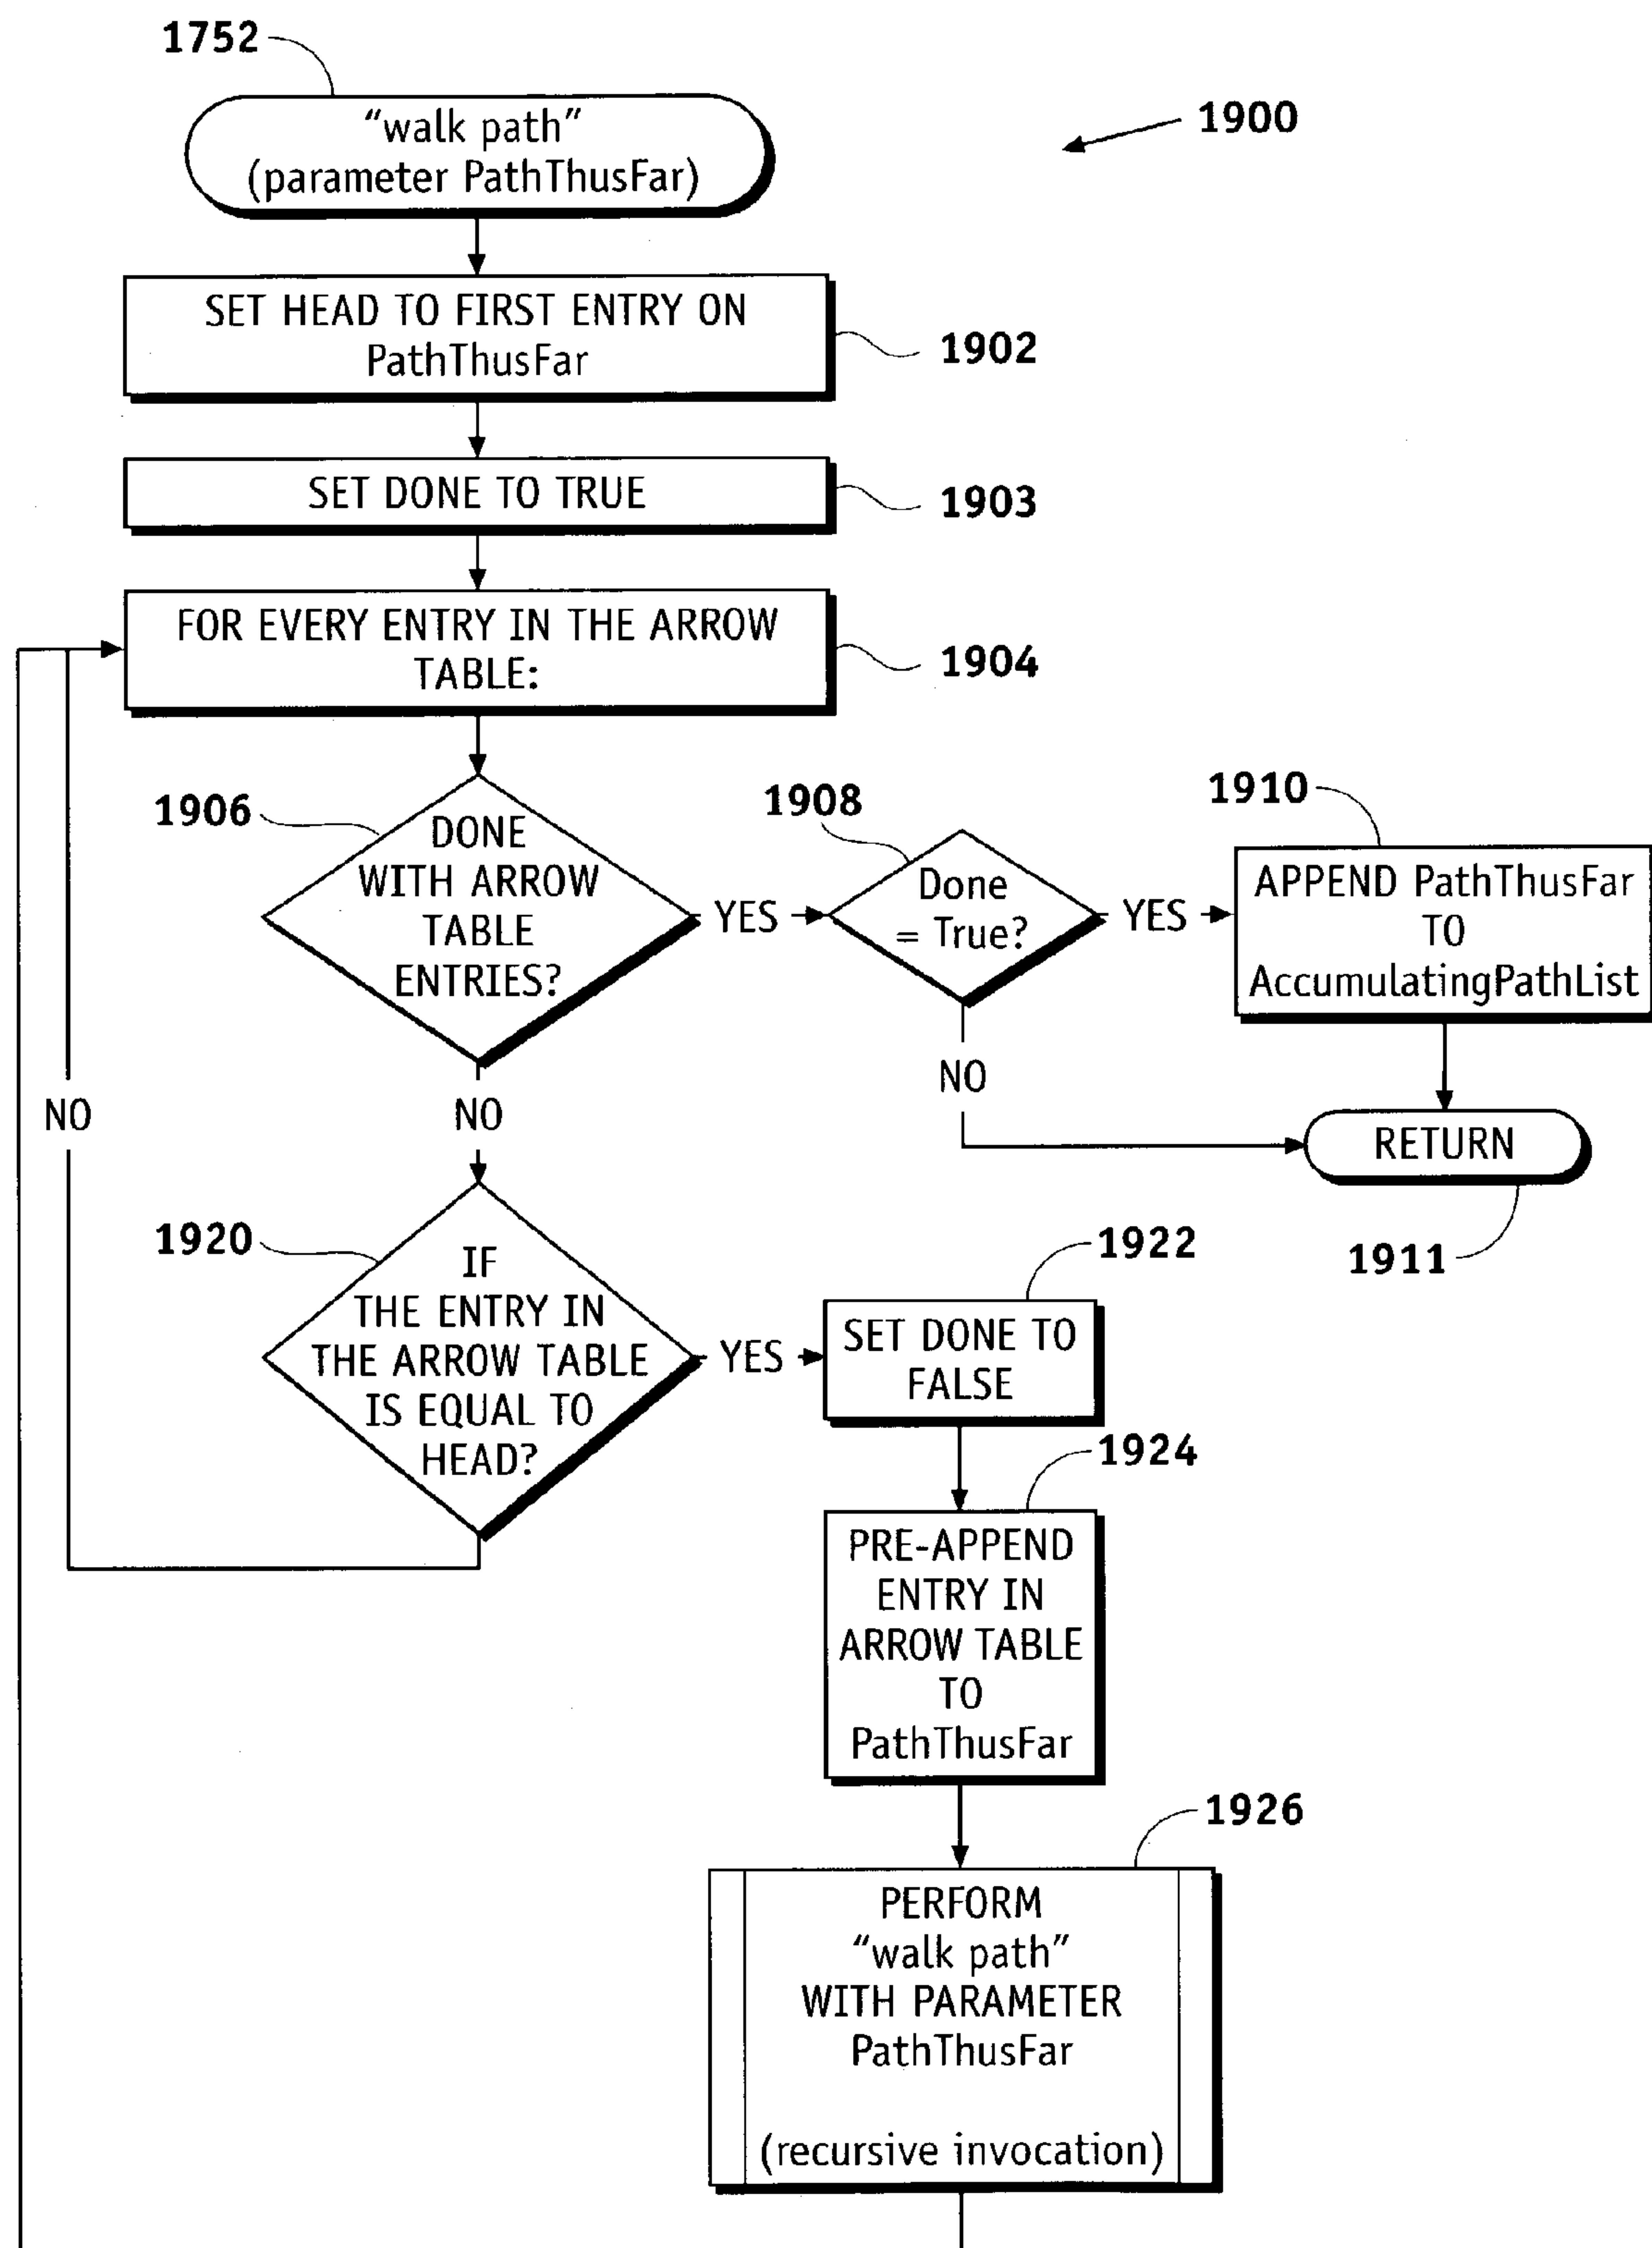 1752
"walk path"
(parameter PathThusFar)
1900
SET HEAD TO FIRST ENTRY ON
PathThusFar
1902
SET DONE TO TRUE
1903
FOR EVERY ENTRY IN THE ARROW
TABLE:
1904
1906
DONE
WITH ARROW
TABLE
ENTRIES?
YES
1908
Done
= True?
YES
1910
APPEND PathThusFar
TO
AccumulatingPathList
NO
NO
NO
RETURN
1911
1920
IF
THE ENTRY IN
THE ARROW TABLE
IS EQUAL TO
HEAD?
YES
1922
SET DONE TO
FALSE
1924
PRE-APPEND
ENTRY IN
ARROW TABLE
TO
PathThusFar
1926
PERFORM
"walk path"
WITH PARAMETER
PathThusFar
(recursive invocation)